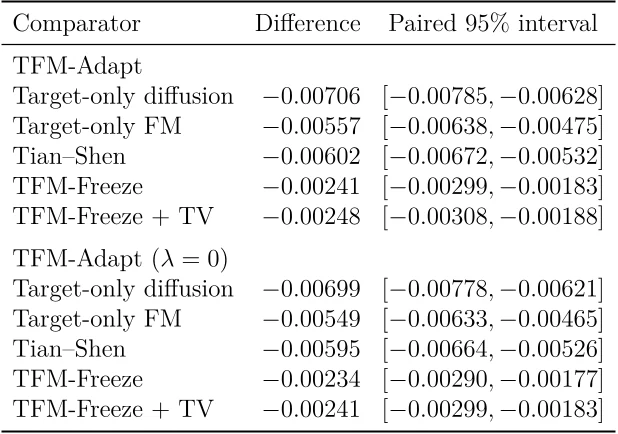 Comparator Difference Paired 95% interval
TFM-Adapt
Target-only diffusion −0.00706 [−0.00785, −0.00628]
Target-only FM −0.00557 [−0.00638, −0.00475]
Tian–Shen −0.00602 [−0.00672, −0.00532]
TFM-Freeze −0.00241 [−0.00299, −0.00183]
TFM-Freeze + TV −0.00248 [−0.00308, −0.00188]
TFM-Adapt (λ = 0)
Target-only diffusion −0.00699 [−0.00778, −0.00621]
Target-only FM −0.00549 [−0.00633, −0.00465]
Tian–Shen −0.00595 [−0.00664, −0.00526]
TFM-Freeze −0.00234 [−0.00290, −0.00177]
TFM-Freeze + TV −0.00241 [−0.00299, −0.00183]